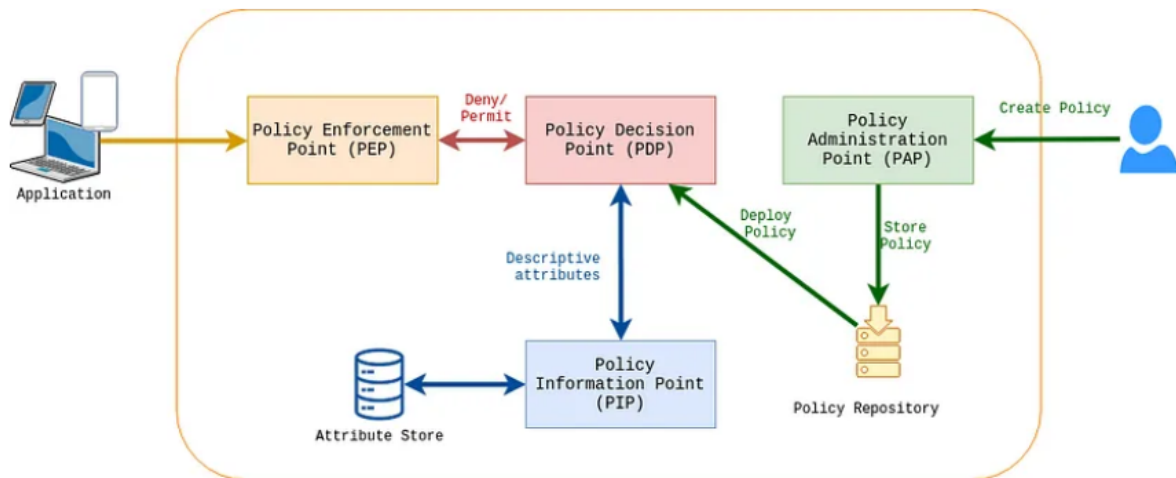 Application
Policy Enforcement
Point (PEP)
Deny/
Permit
Policy Decision
Point (PDP)
Policy
Administration
Point (PAP)
Create Policy
Deploy
Policy
Store
Policy
Descriptive
attributes
Policy
Information Point
(PIP)
Attribute Store
Policy Repository